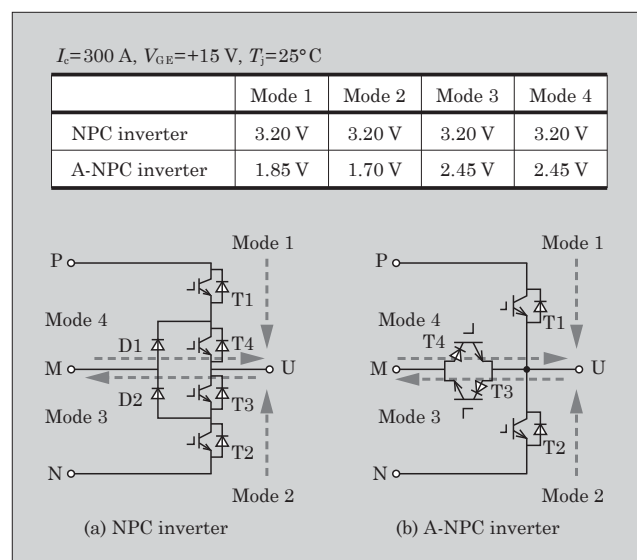 Ic=300 A, VGE=+15 V, Tj=25°C
Mode 1 Mode 2 Mode 3 Mode 4
NPC inverter 3.20 V 3.20 V 3.20 V 3.20 V
A-NPC inverter 1.85 V 1.70 V 2.45 V 2.45 V
Mode 1
P
T1
Mode 4
D1
T4
M
U
D2
T3
Mode 3
T2
N
Mode 2
(a) NPC inverter
Mode 1
P
T1
Mode 4
T4
M
U
T3
Mode 3
T2
N
Mode 2
(b) A-NPC inverter